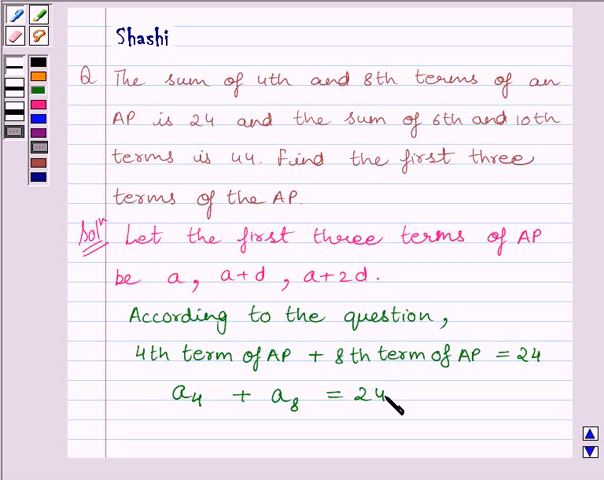 Shashi
Q The sum of 4th and 8th terms of an
AP is 24 and the sum of 6th and 10th
terms is 44. Find the first three
terms of the AP.
Solⁿ Let the first three terms of AP
be a, a+d, a+2d.
According to the question,
4th term of AP + 8th term of AP = 24
a₄ + a₈ = 24